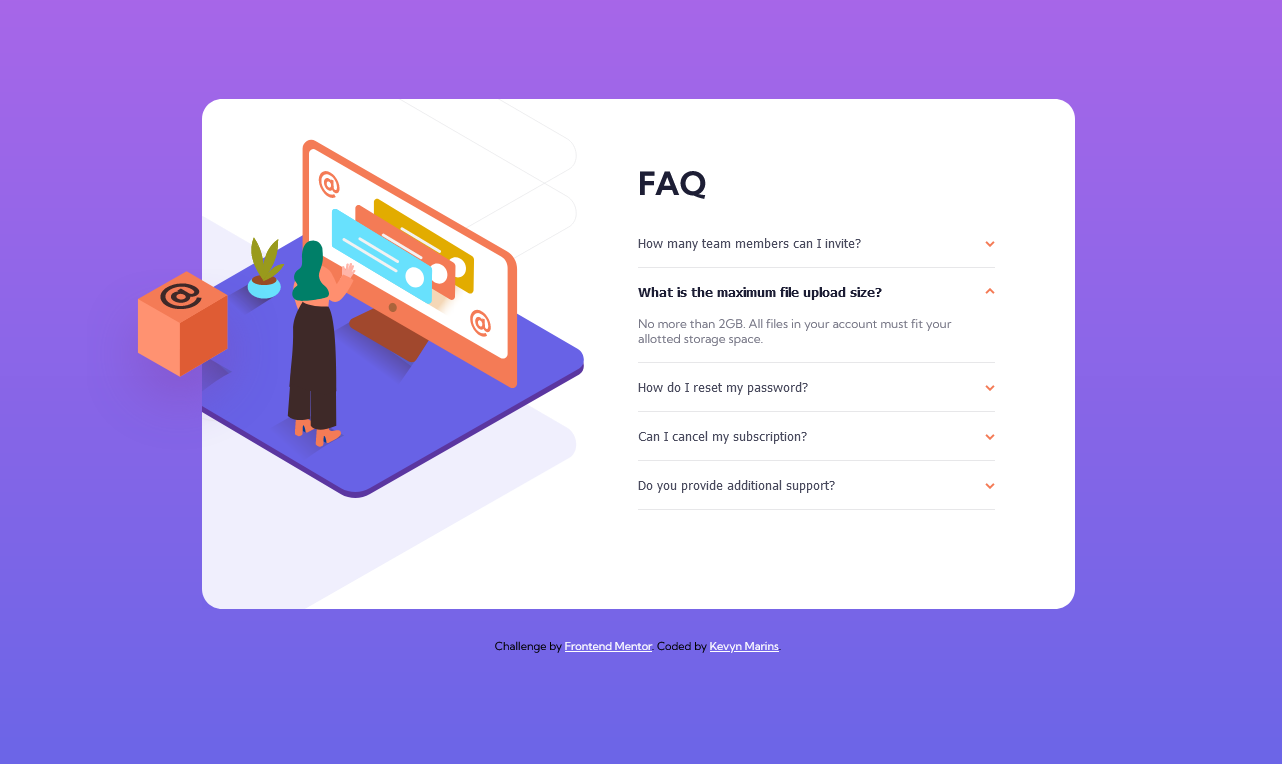 FAQ
How many team members can I invite?
What is the maximum file upload size?
No more than 2GB. All files in your account must fit your
allotted storage space.
How do I reset my password?
Can I cancel my subscription?
Do you provide additional support?
@
@
@
Challenge by Frontend Mentor. Coded by Kevyn Marins.